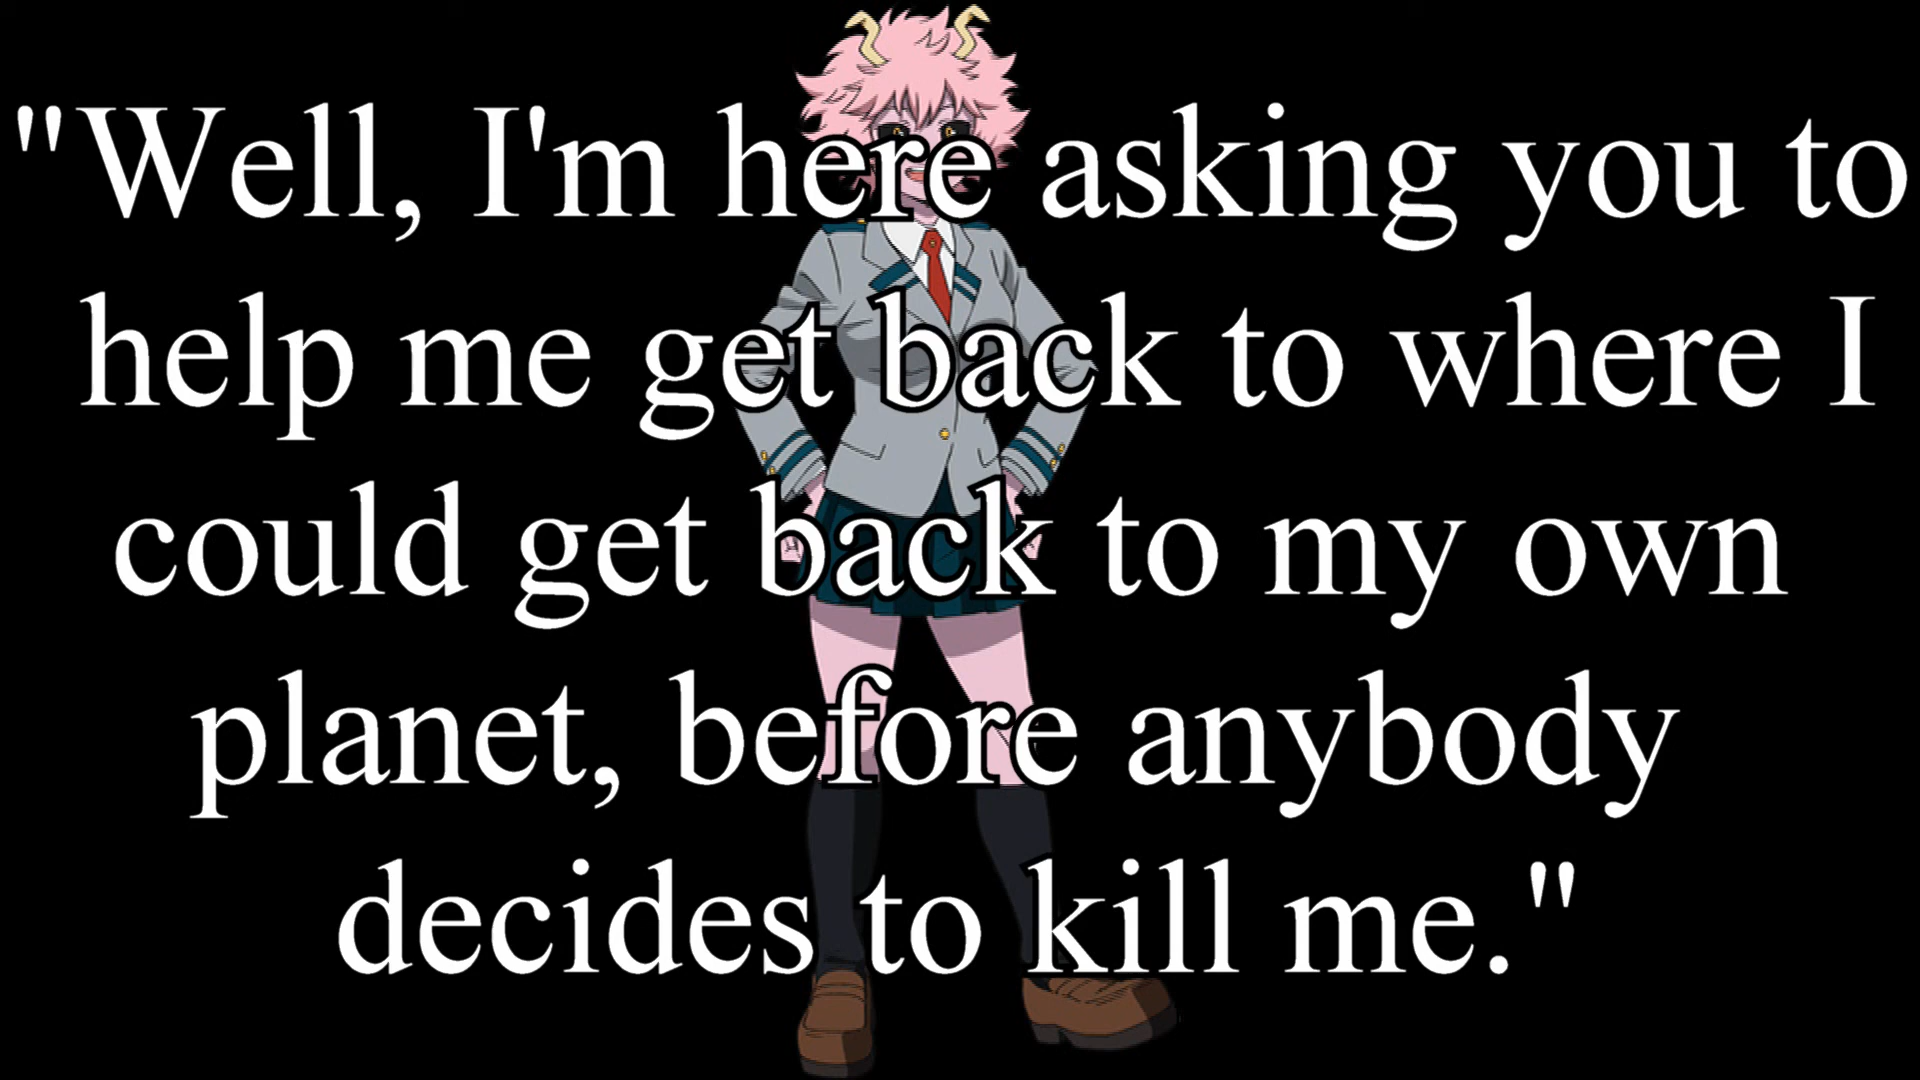 "Well, I'm here asking you to
help me get back to where I
could get back to my own
planet, before anybody
decides to kill me."